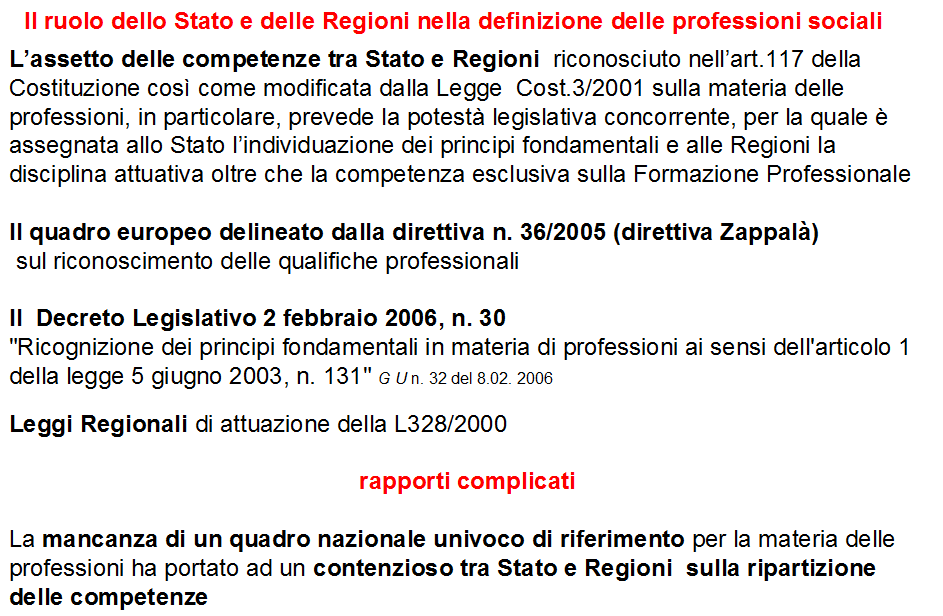 Il ruolo dello Stato e delle Regioni nella definizione delle professioni sociali
L’assetto delle competenze tra Stato e Regioni riconosciuto nell’art.117 della
Costituzione così come modificata dalla Legge Cost.3/2001 sulla materia delle
professioni, in particolare, prevede la potestà legislativa concorrente, per la quale è
assegnata allo Stato l’individuazione dei principi fondamentali e alle Regioni la
disciplina attuativa oltre che la competenza esclusiva sulla Formazione Professionale
Il quadro europeo delineato dalla direttiva n. 36/2005 (direttiva Zappalà)
sul riconoscimento delle qualifiche professionali
Il Decreto Legislativo 2 febbraio 2006, n. 30
"Ricognizione dei principi fondamentali in materia di professioni ai sensi dell'articolo 1
della legge 5 giugno 2003, n. 131" G U n. 32 del 8.02. 2006
Leggi Regionali di attuazione della L328/2000
rapporti complicati
La mancanza di un quadro nazionale univoco di riferimento per la materia delle
professioni ha portato ad un contenzioso tra Stato e Regioni sulla ripartizione
delle competenze